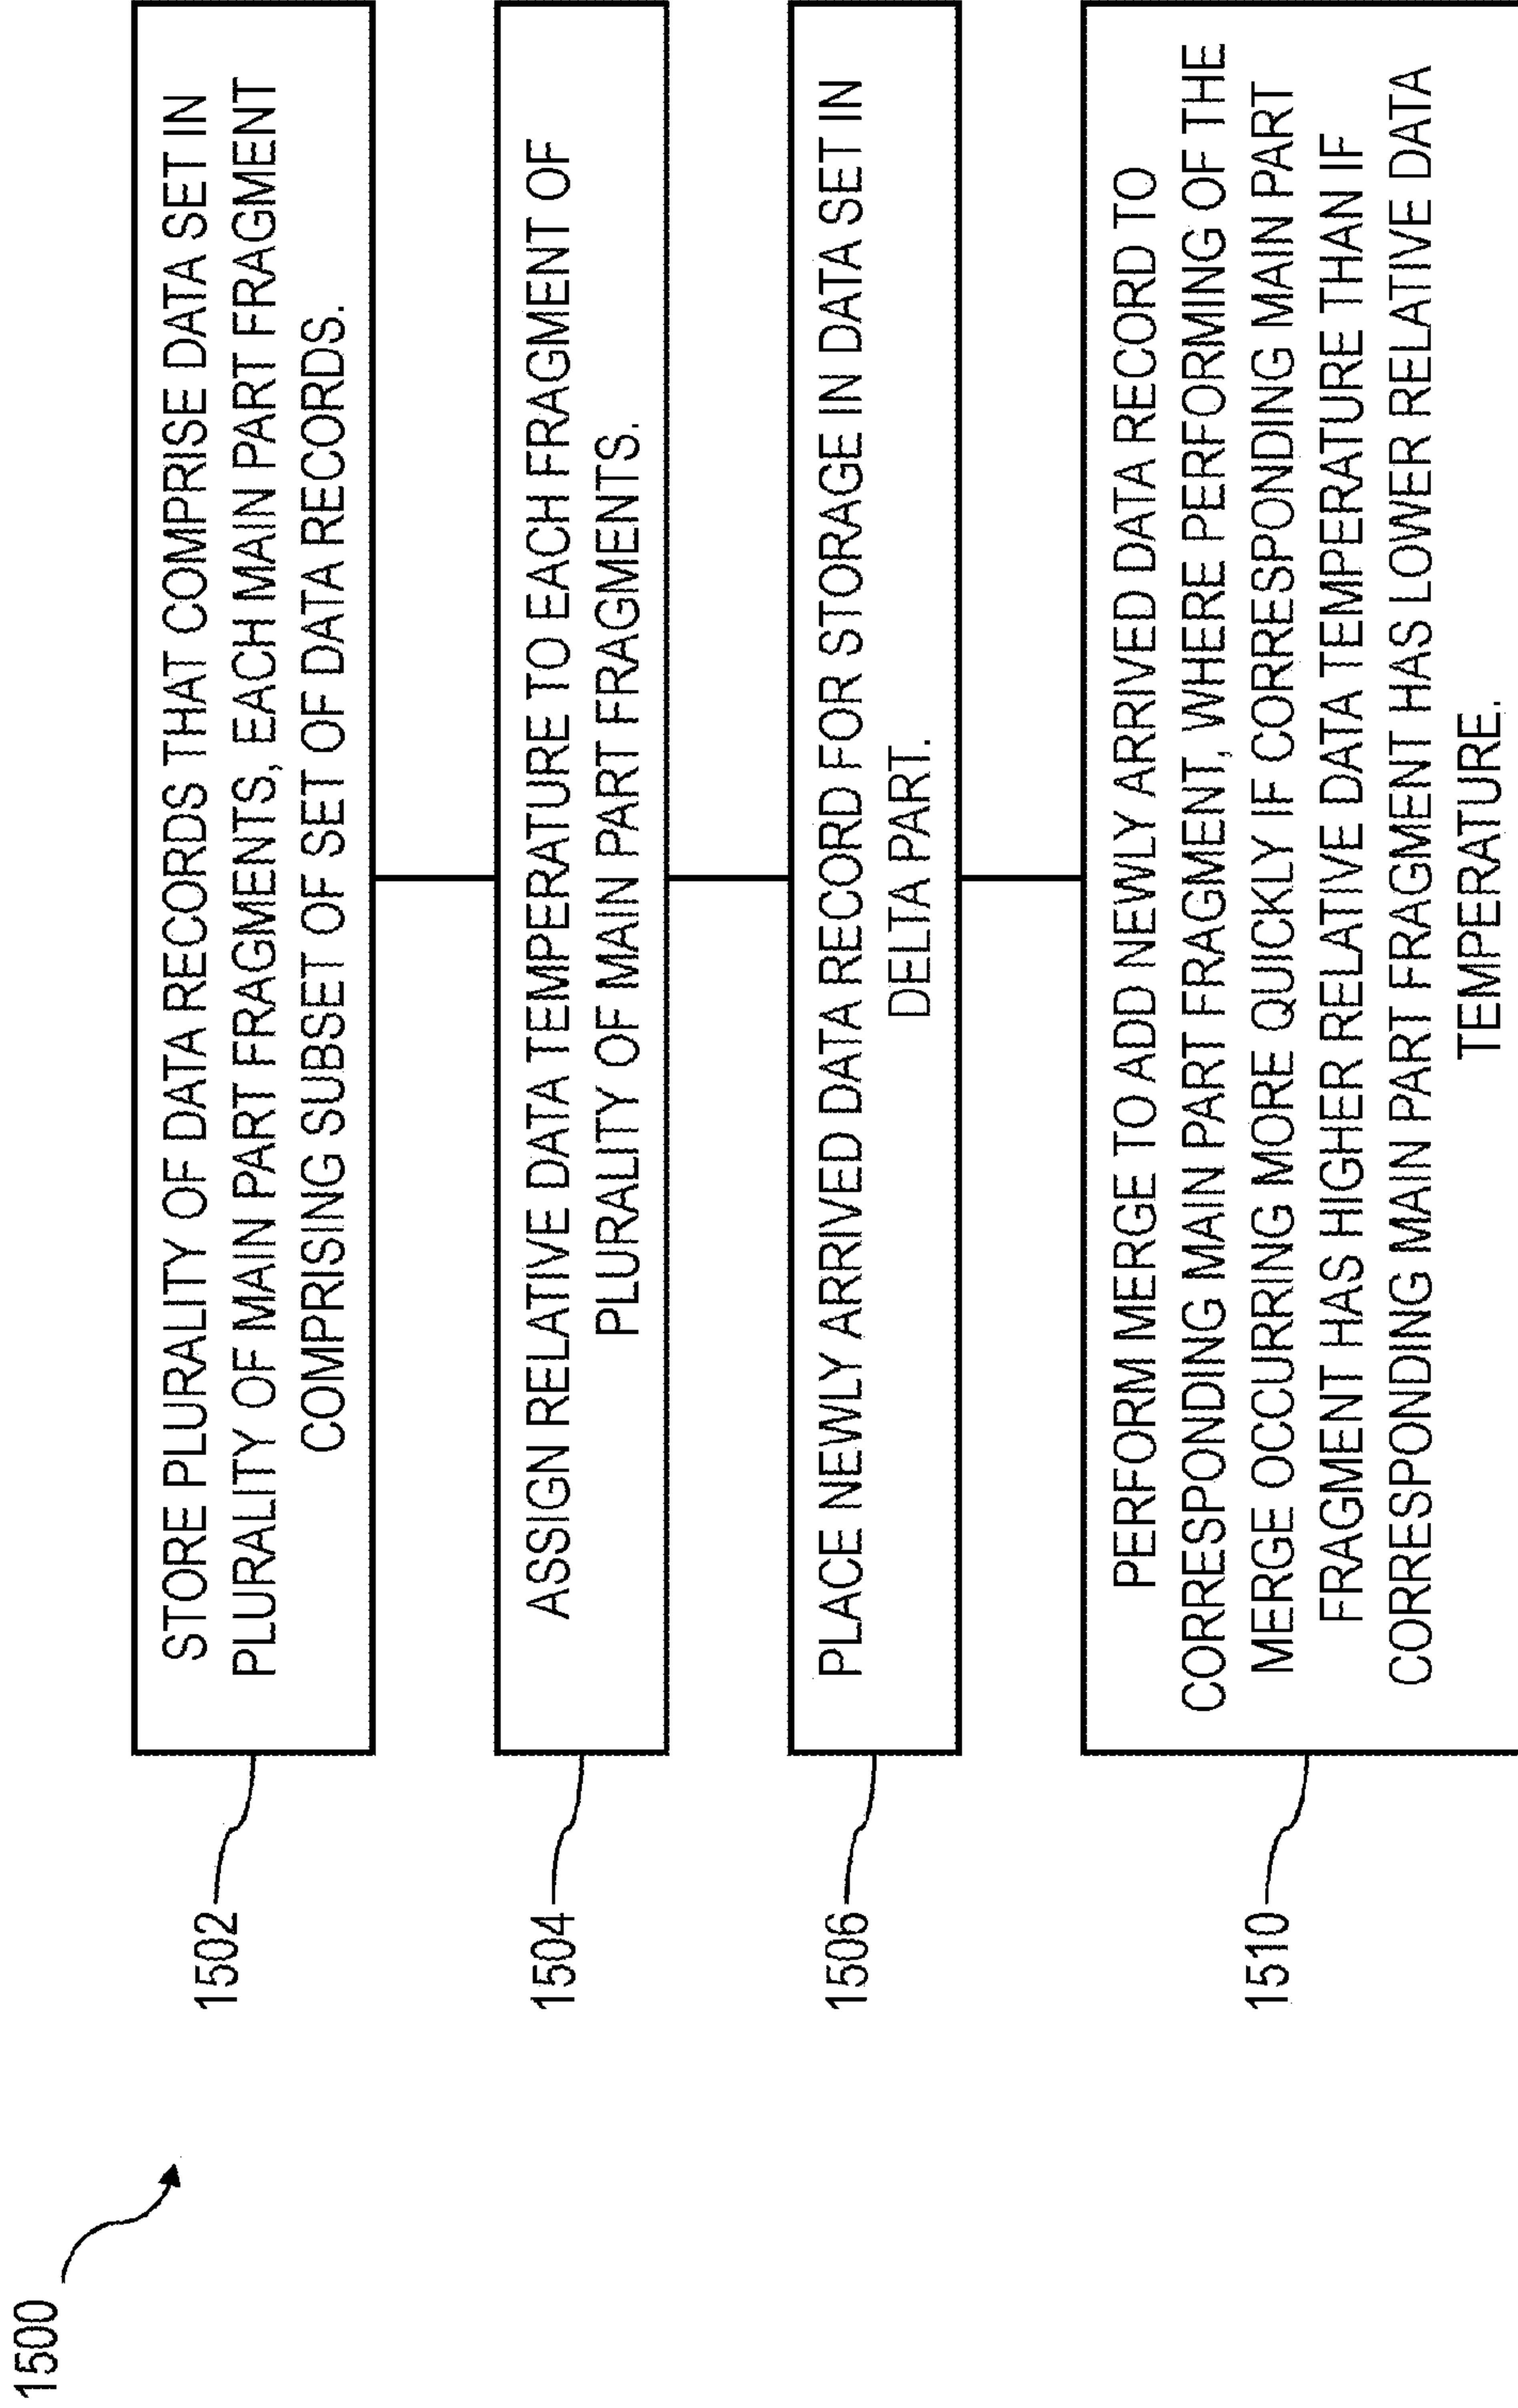 1500
1502
STORE PLURALITY OF DATA RECORDS THAT COMPRISE DATA SET IN
PLURALITY OF MAIN PART FRAGMENTS, EACH MAIN PART FRAGMENT
COMPRISING SUBSET OF SET OF DATA RECORDS.
1504
ASSIGN RELATIVE DATA TEMPERATURE TO EACH FRAGMENT OF
PLURALITY OF MAIN PART FRAGMENTS.
1506
PLACE NEWLY ARRIVED DATA RECORD FOR STORAGE IN DATA SET IN
DELTA PART.
1510
PERFORM MERGE TO ADD NEWLY ARRIVED DATA RECORD TO
CORRESPONDING MAIN PART FRAGMENT, WHERE PERFORMING OF THE
MERGE OCCURRING MORE QUICKLY IF CORRESPONDING MAIN PART
FRAGMENT HAS HIGHER RELATIVE DATA TEMPERATURE THAN IF
CORRESPONDING MAIN PART FRAGMENT HAS LOWER RELATIVE DATA
TEMPERATURE.